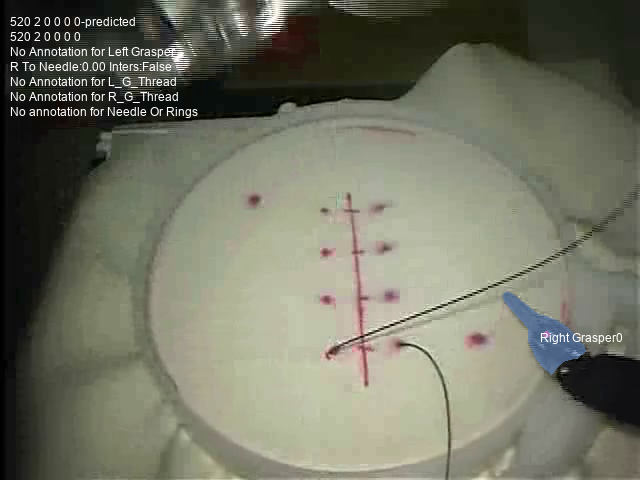 520 2 0 0 0 0-predicted
520 2 0 0 0 0
No Annotation for Left Grasper
R To Needle:0.00 Inters:False
No Annotation for L_G_Thread
No Annotation for R_G_Thread
No annotation for Needle Or Rings
Right Grasper0